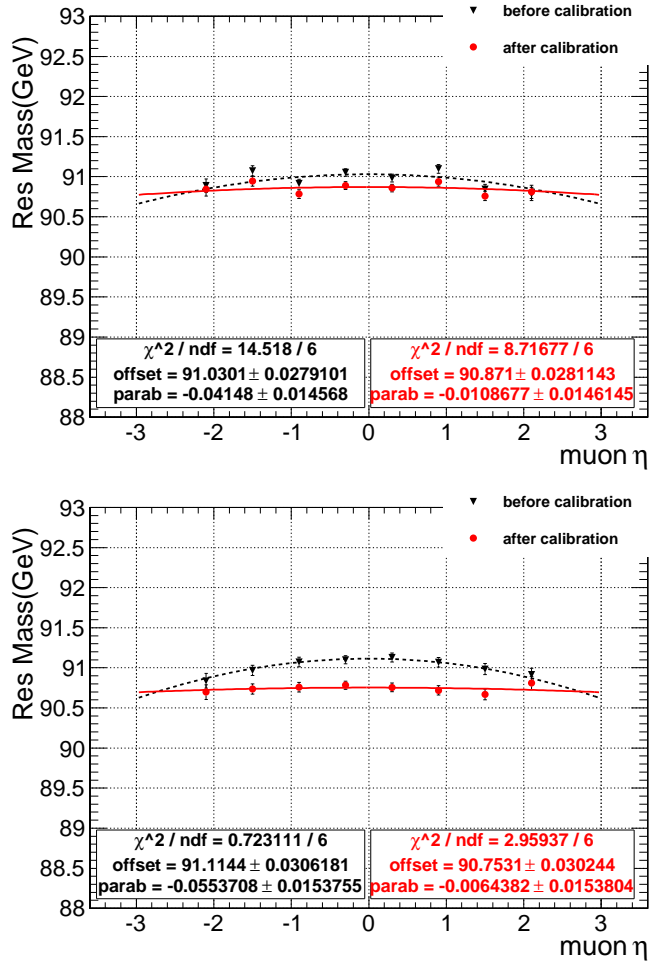 before calibration
after calibration
Res Mass(GeV)
93
92.5
92
91.5
91
90.5
90
89.5
89
88.5
88
χ^2 / ndf = 14.518 / 6
offset = 91.0301 ± 0.0279101
parab = -0.04148 ± 0.014568
χ^2 / ndf = 8.71677 / 6
offset = 90.871 ± 0.0281143
parab = -0.0108677 ± 0.0146145
-3 -2 -1 0 1 2 3
muon η
before calibration
after calibration
Res Mass(GeV)
93
92.5
92
91.5
91
90.5
90
89.5
89
88.5
88
χ^2 / ndf = 0.723111 / 6
offset = 91.1144 ± 0.0306181
parab = -0.0553708 ± 0.0153755
χ^2 / ndf = 2.95937 / 6
offset = 90.7531 ± 0.030244
parab = -0.0064382 ± 0.0153804
-3 -2 -1 0 1 2 3
muon η